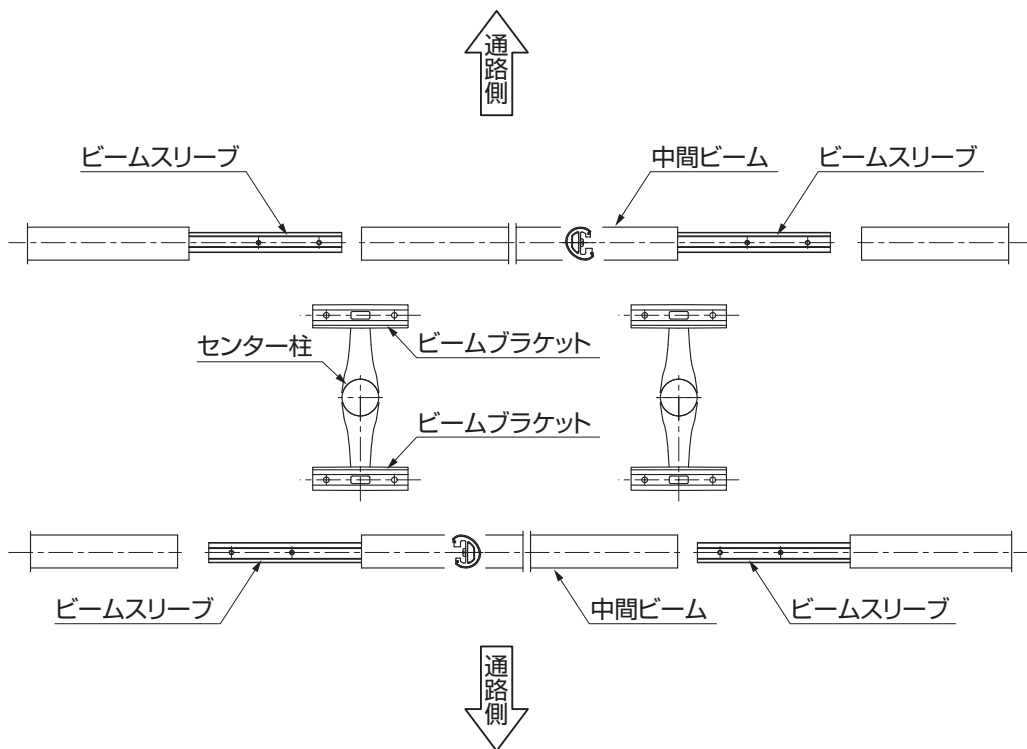 通路側
ビームスリーブ
中間ビーム
ビームスリーブ
センター柱
ビームブラケット
ビームブラケット
ビームスリーブ
中間ビーム
ビームスリーブ
通路側